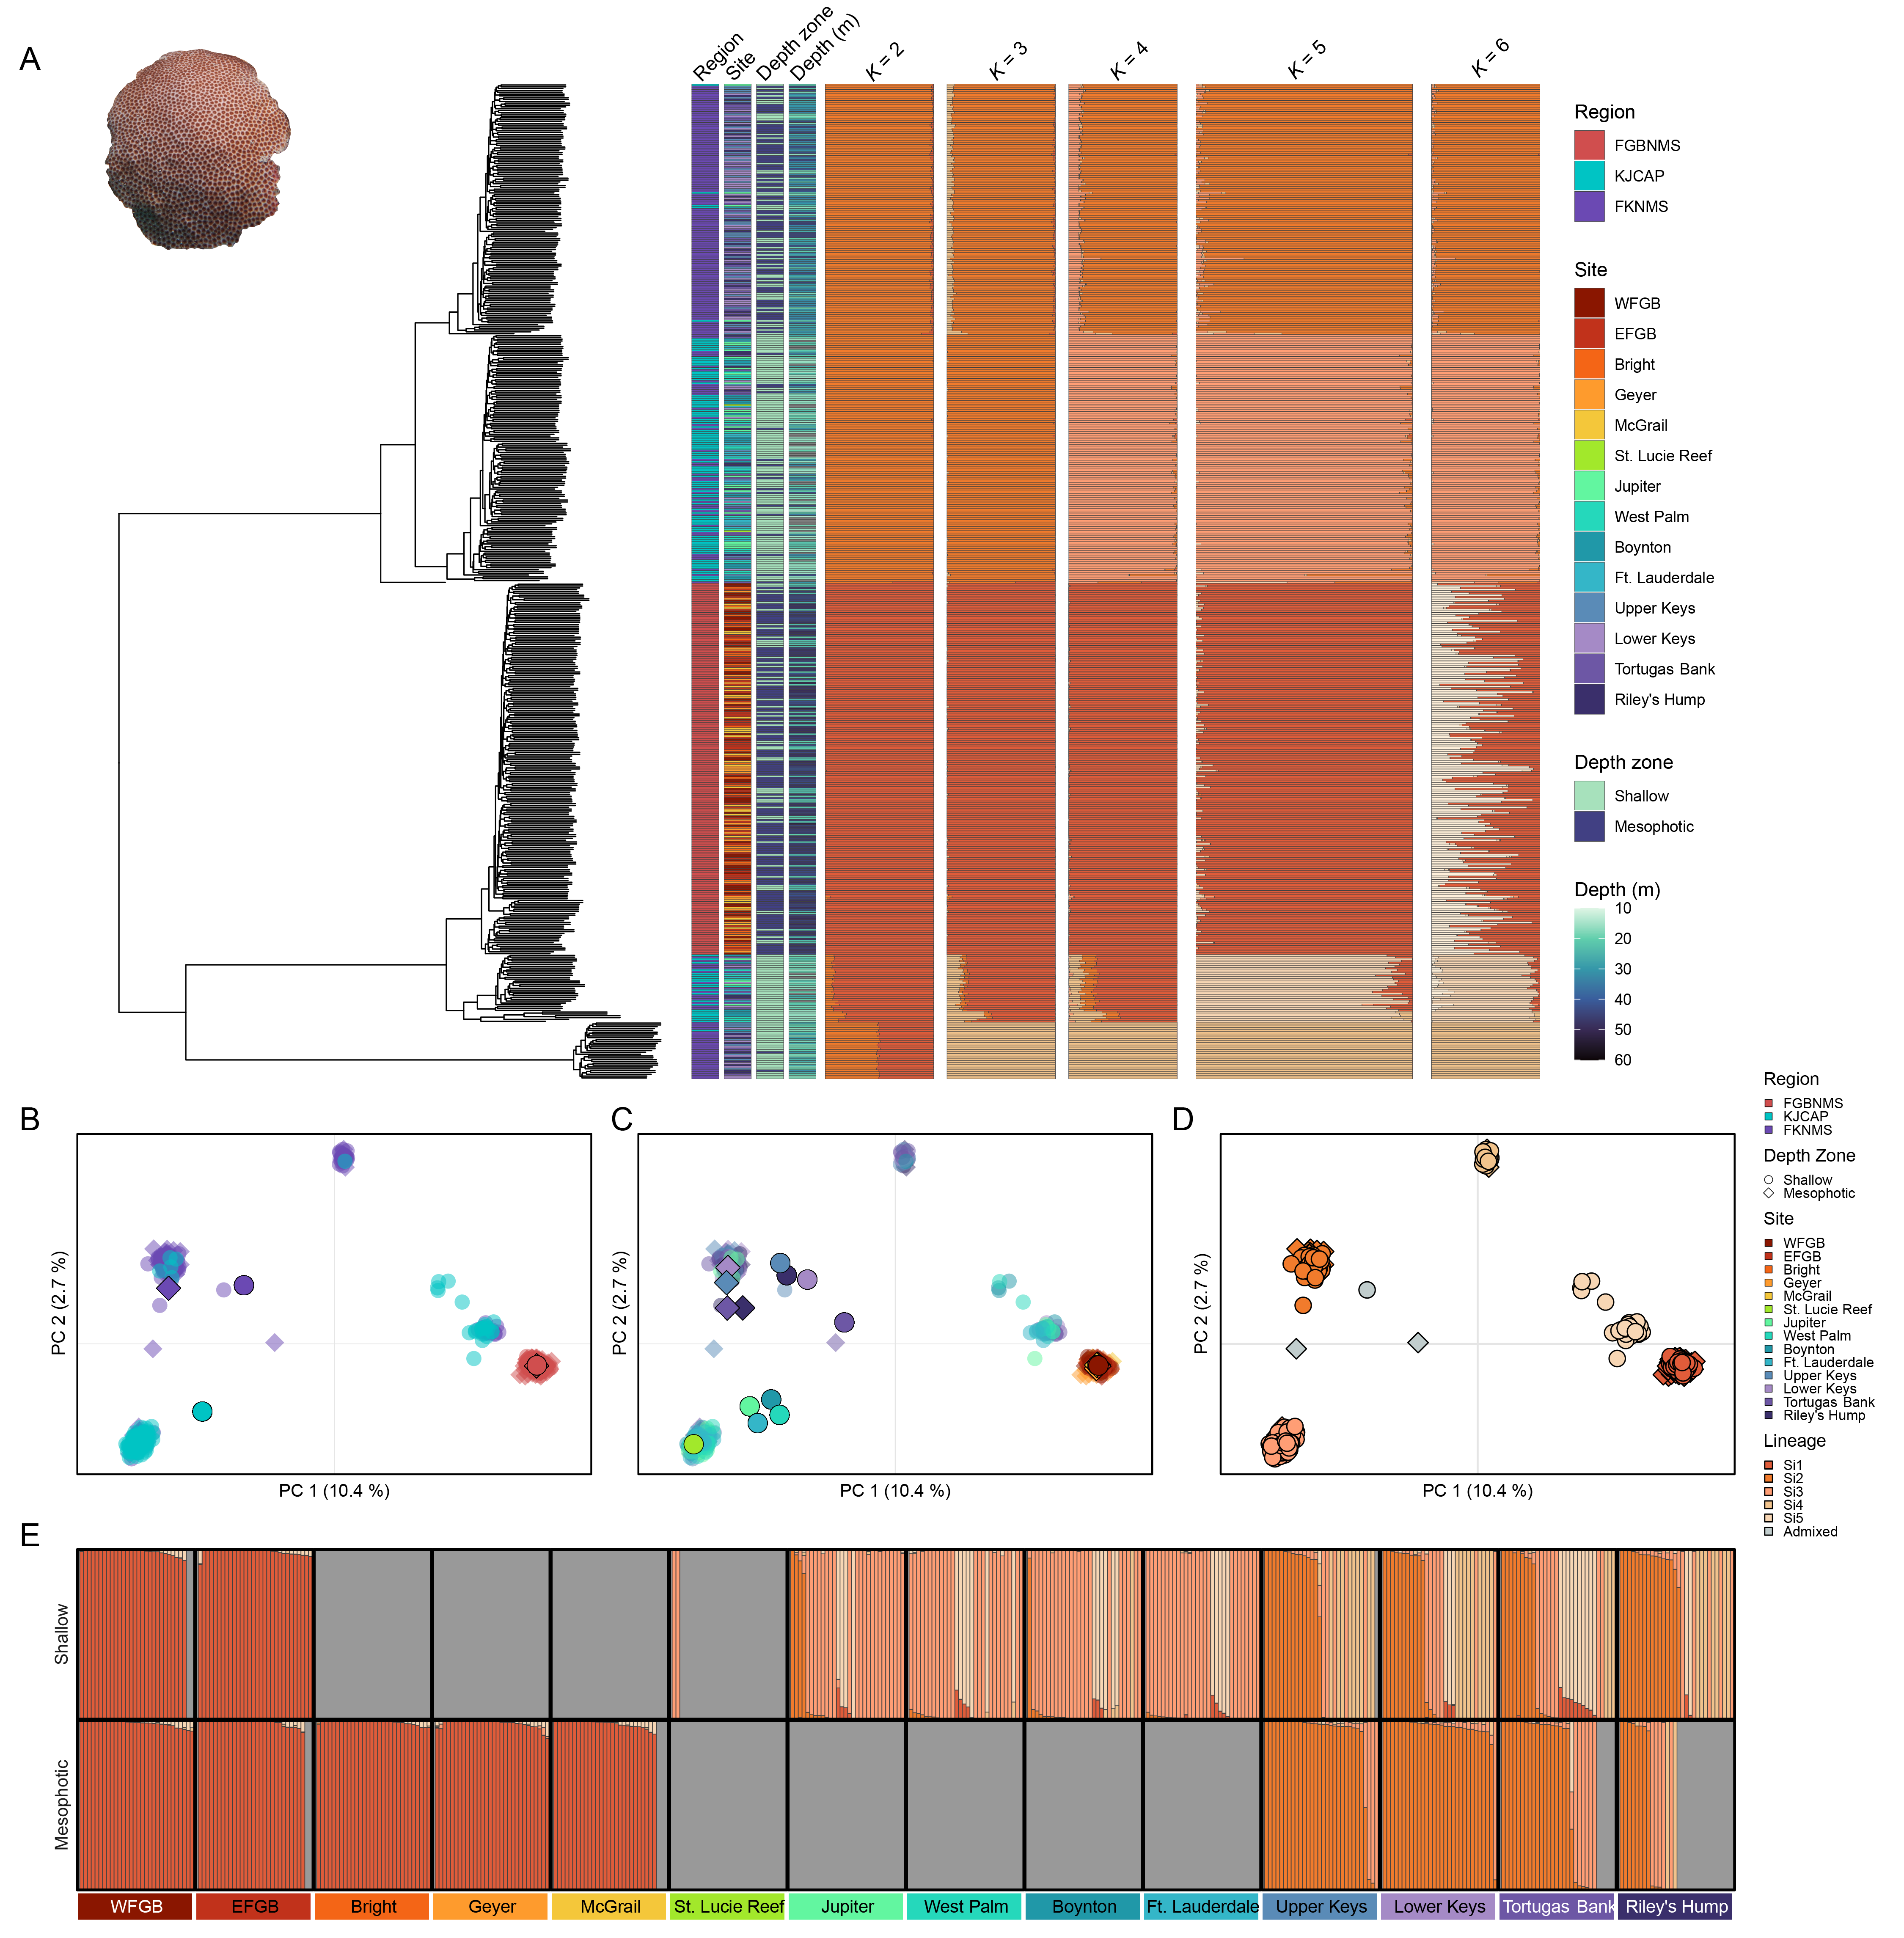 A
Region
Site
Depth zone
Depth (m)
K = 2
K = 3
K = 4
K = 5
K = 6
Region
FGBNMS
KJCAP
FKNMS
Site
WFGB
EFGB
Bright
Geyer
McGrail
St. Lucie Reef
Jupiter
West Palm
Boynton
Ft. Lauderdale
Upper Keys
Lower Keys
Tortugas Bank
Riley's Hump
Depth zone
Shallow
Mesophotic
Depth (m)
10
20
30
40
50
60
B
PC 2 (2.7 %)
PC 1 (10.4 %)
C
PC 2 (2.7 %)
PC 1 (10.4 %)
D
PC 2 (2.7 %)
PC 1 (10.4 %)
Region
FGBNMS
KJCAP
FKNMS
Depth Zone
Shallow
Mesophotic
Site
WFGB
EFGB
Bright
Geyer
McGrail
St. Lucie Reef
Jupiter
West Palm
Boynton
Ft. Lauderdale
Upper Keys
Lower Keys
Tortugas Bank
Riley's Hump
Lineage
Si1
Si2
Si3
Si4
Si5
Admixed
E
Shallow
Mesophotic
WFGB
EFGB
Bright
Geyer
McGrail
St. Lucie Reef
Jupiter
West Palm
Boynton
Ft. Lauderdale
Upper Keys
Lower Keys
Tortugas Bank
Riley's Hump